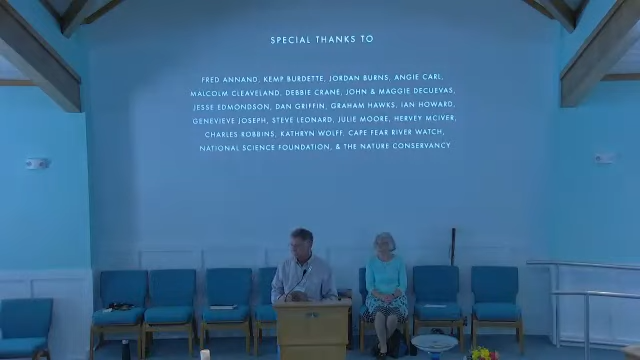 SPECIAL THANKS TO
FRED ANNAND, KEMP BURDETTE, JORDAN BURNS, ANGIE CARL,
MALCOLM CLEAVELAND, DEBBIE CRANE, JOHN & MAGGIE DECUEVAS,
JESSE EDMONDSON, DAN GRIFFIN, GRAHAM HAWKS, IAN HOWARD,
GENEVIEVE JOSEPH, STEVE LEONARD, JULIE MOORE, HERVEY MCIVER,
CHARLES ROBBINS, KATHRYN WOLFF, CAPE FEAR RIVER WATCH,
NATIONAL SCIENCE FOUNDATION, & THE NATURE CONSERVANCY